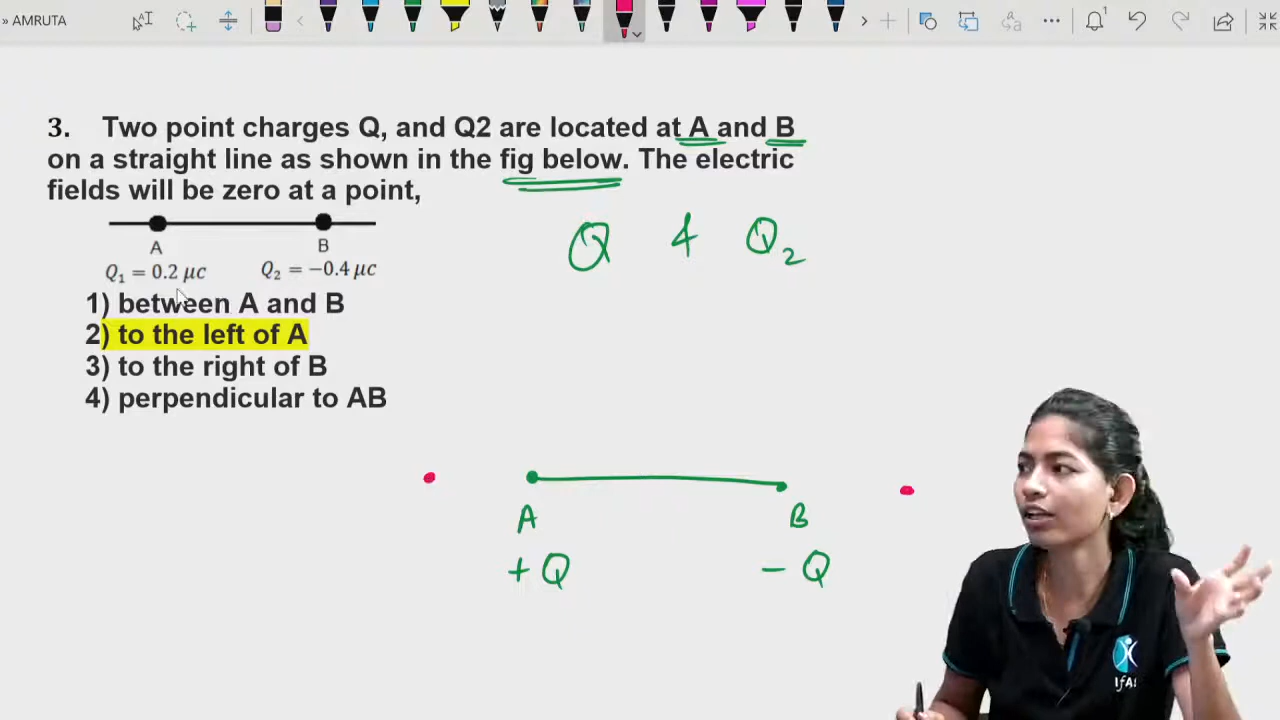 » AMRUTA
3. Two point charges Q, and Q2 are located at A and B
on a straight line as shown in the fig below. The electric
fields will be zero at a point,
A B
Q₁ = 0.2 μc Q₂ = −0.4 μc
1) between A and B
2) to the left of A
3) to the right of B
4) perpendicular to AB
Q & Q₂
A B
+ Q − Q
IFAS